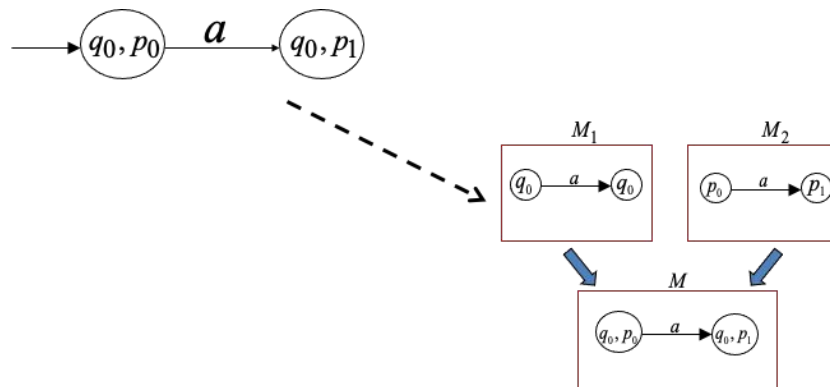 a
q₀, p₀
q₀, p₁
M₁
M₂
q₀ a q₀
p₀ a p₁
M
q₀, p₀ a q₀, p₁